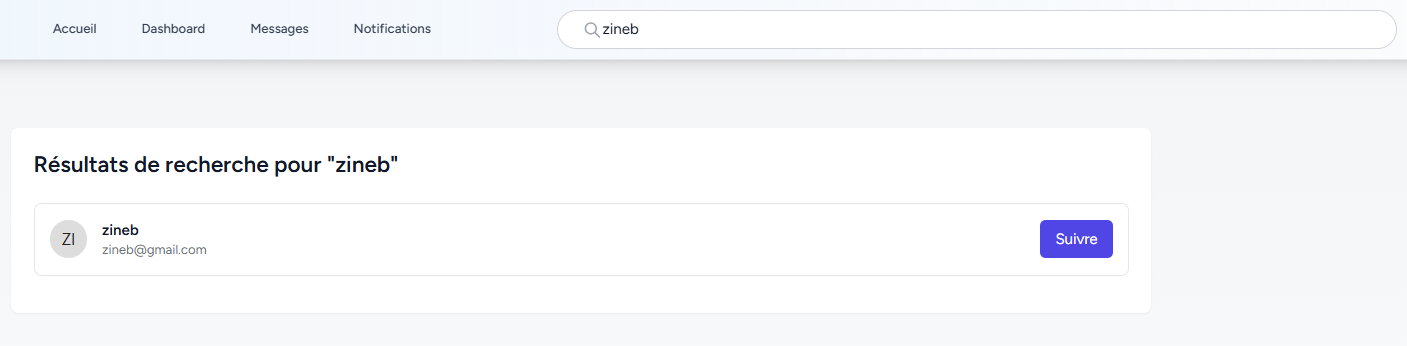 Accueil Dashboard Messages Notifications zineb
Résultats de recherche pour "zineb"
ZI
zineb
zineb@gmail.com
Suivre